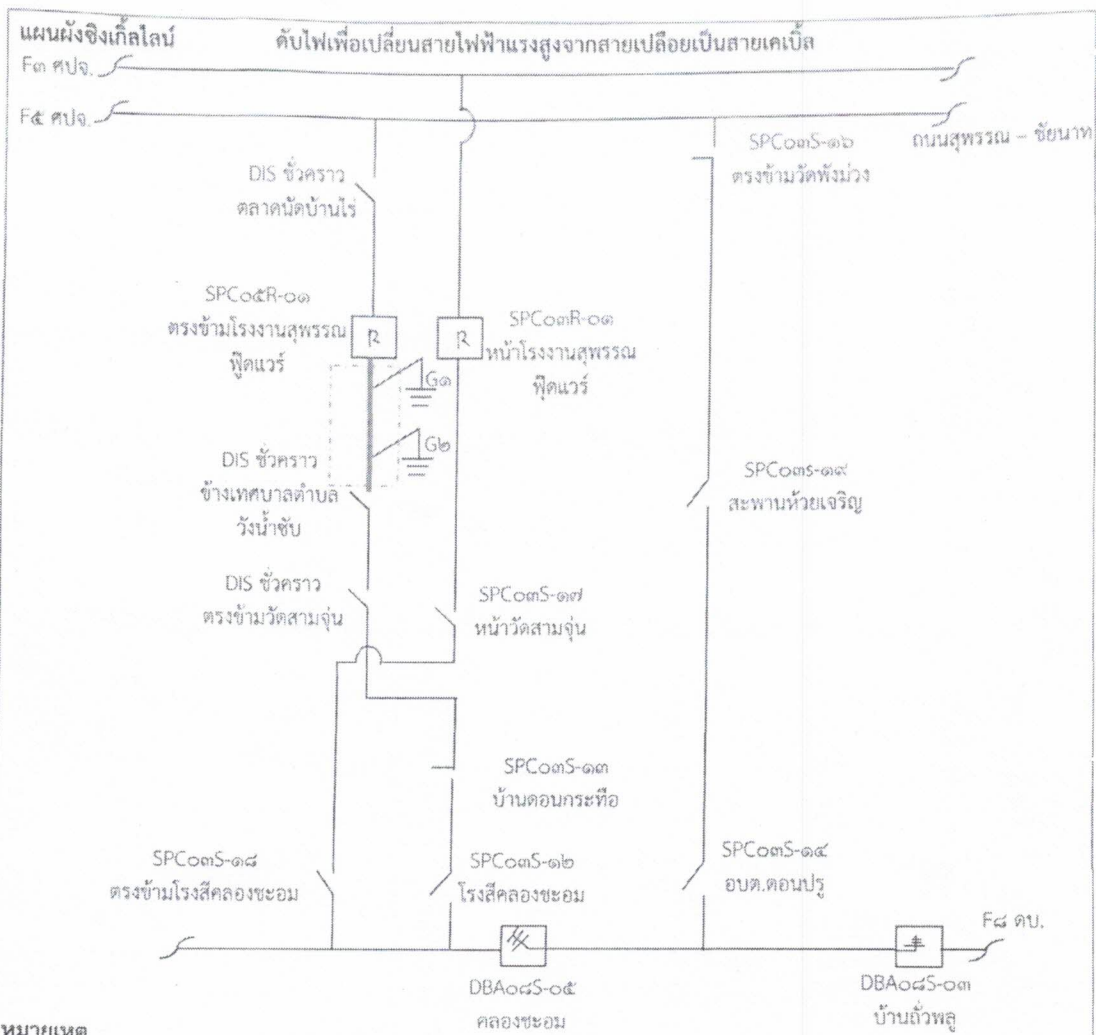 แผนผังซิงเกิ้ลไลน์
ดับไฟเพื่อเปลี่ยนสายไฟฟ้าแรงสูงจากสายเปลือยเป็นสายเคเบิ้ล
F๓ ศปจ.
F๕ ศปจ.
ถนนสุพรรณ – ชัยนาท
SPC๐๓S-๑๖
ตรงข้ามวัดพังม่วง
DIS ชั่วคราว
ตลาดนัดบ้านไร่
SPC๐๕R-๐๑
ตรงข้ามโรงงานสุพรรณ
ฟู๊ดแวร์
R
R
SPC๐๓R-๐๑
หน้าโรงงานสุพรรณ
ฟุ๊ดแวร์
G๑
G๒
DIS ชั่วคราว
ข้างเทศบาลตำบล
วังน้ำซับ
SPC๐๓s-๑๙
สะพานห้วยเจริญ
DIS ชั่วคราว
ตรงข้ามวัดสามจุ่น
SPC๐๓S-๑๗
หน้าวัดสามจุ่น
SPC๐๓S-๑๓
บ้านดอนกระทือ
SPC๐๓S-๑๘
ตรงข้ามโรงสีคลองชะอม
SPC๐๓S-๑๒
โรงสีคลองชะอม
SPC๐๓S-๑๔
อบต.ดอนปรู
F๘ ดบ.
DBA๐๘S-๐๕
คลองชะอม
DBA๐๘S-๐๓
บ้านถั่วพลู
หมายเหตุ